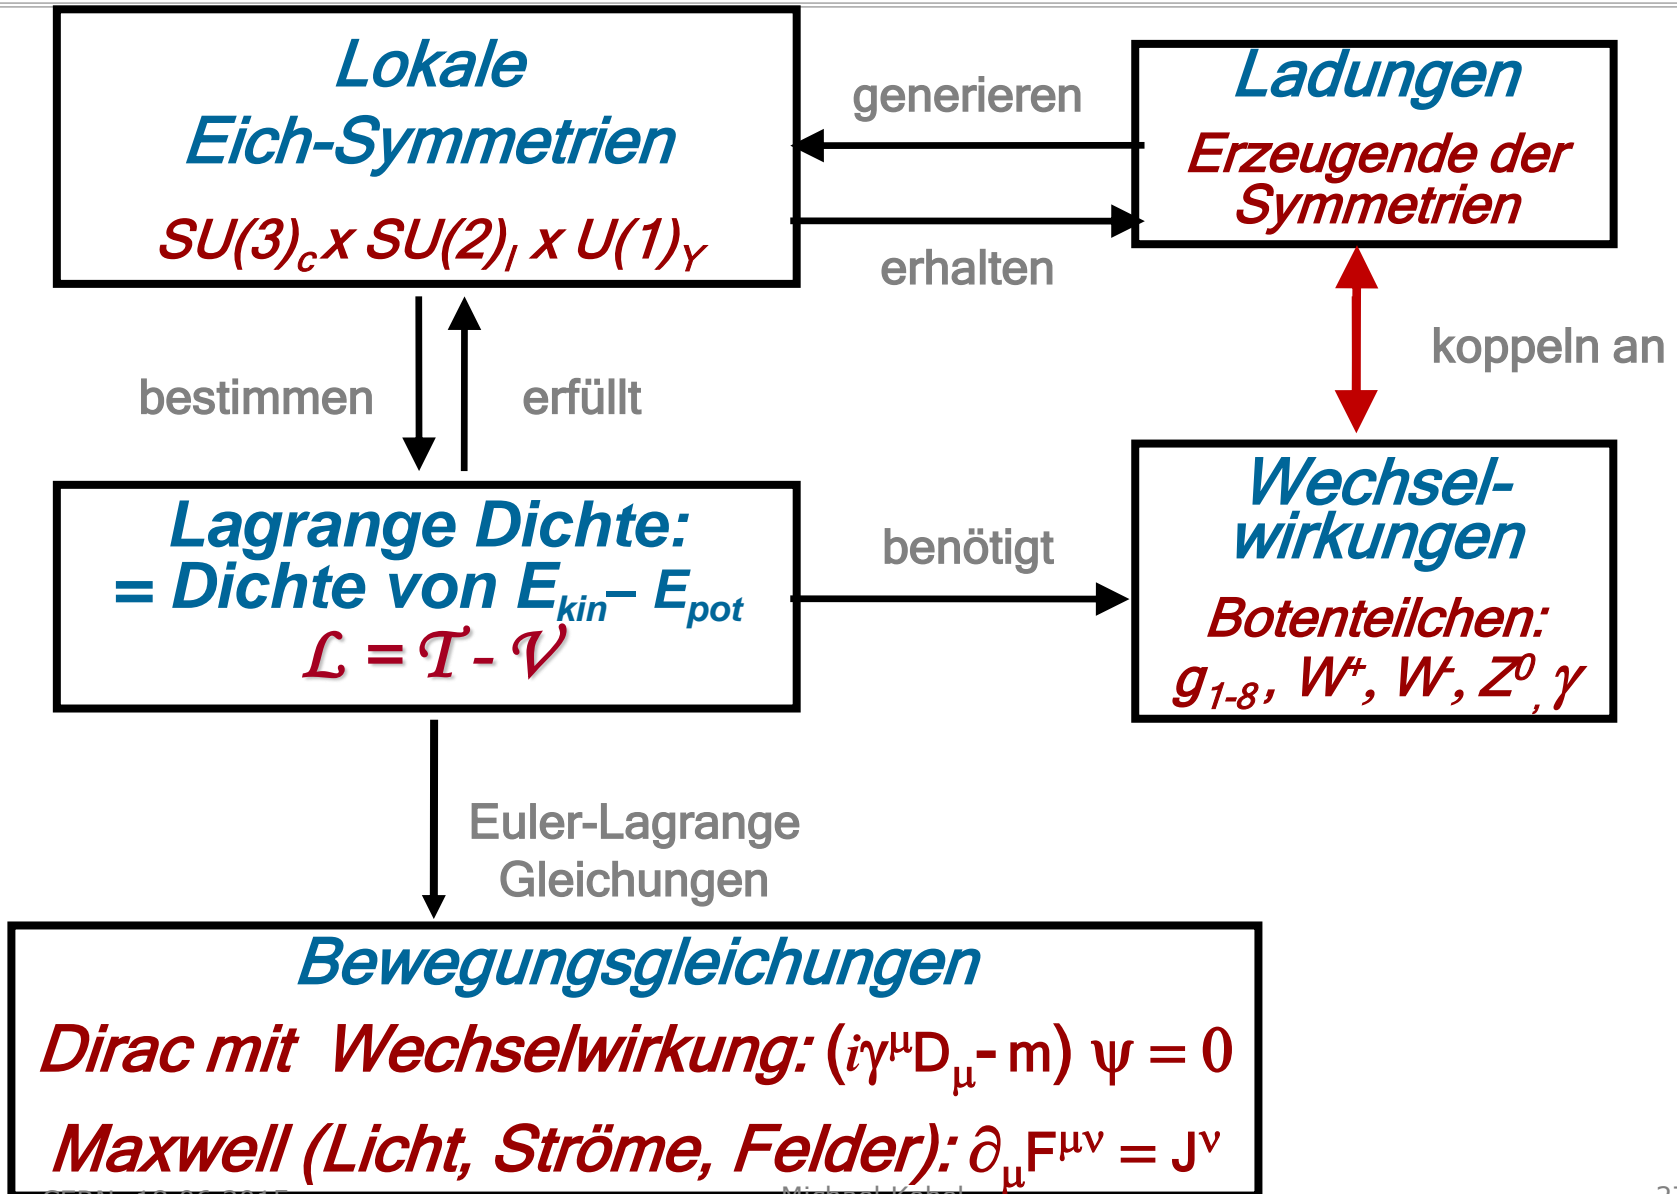 Lokale
Eich-Symmetrien
SU(3)c x SU(2)I x U(1)Y
generieren
erhalten
Ladungen
Erzeugende der
Symmetrien
koppeln an
bestimmen
erfüllt
Lagrange Dichte:
= Dichte von Ekin – Epot
ℒ = 𝒯 - 𝒱
benötigt
Wechsel-
wirkungen
Botenteilchen:
g1-8, W+, W-, Z0, γ
Euler-Lagrange
Gleichungen
Bewegungsgleichungen
Dirac mit Wechselwirkung: (iγμDμ - m) ψ = 0
Maxwell (Licht, Ströme, Felder): ∂μFμν = Jν